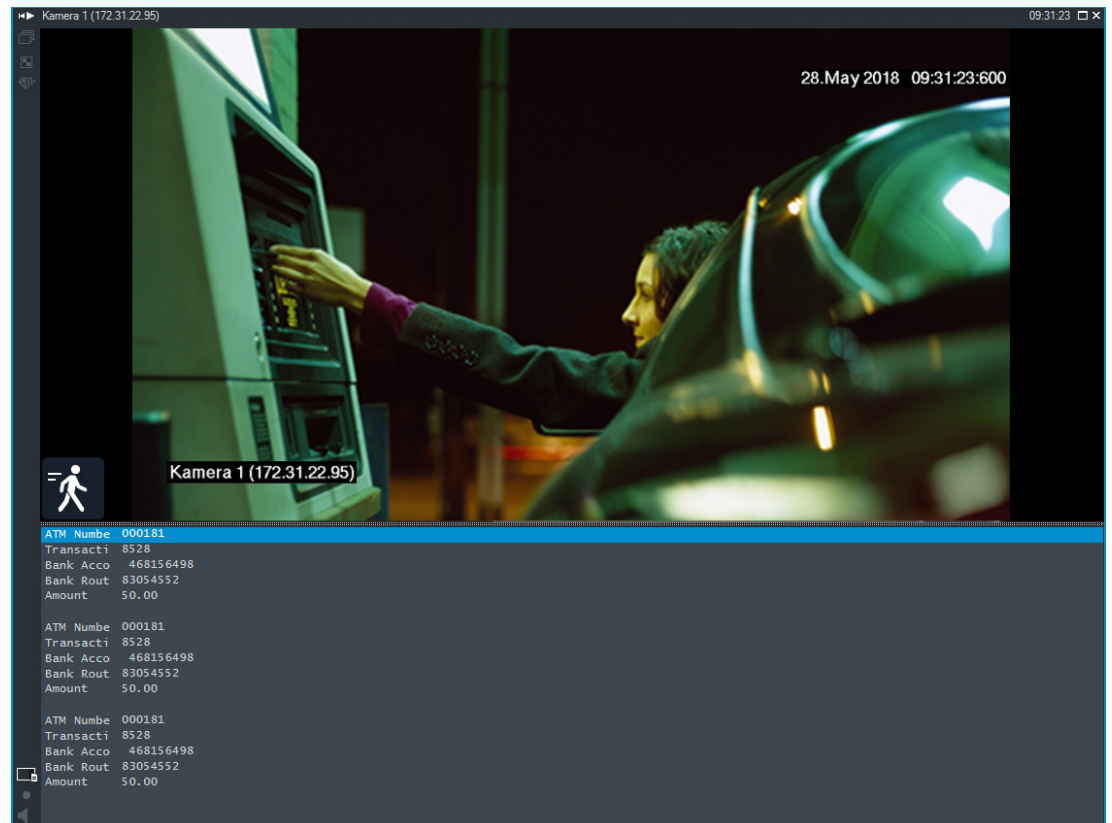 Kamera 1 (172.31.22.95) 09:31:23
28.May 2018 09:31:23:600
Kamera 1 (172.31.22.95)
ATM Numbe 000181
Transacti 8528
Bank Acco 468156498
Bank Rout 83054552
Amount 50.00
ATM Numbe 000181
Transacti 8528
Bank Acco 468156498
Bank Rout 83054552
Amount 50.00
ATM Numbe 000181
Transacti 8528
Bank Acco 468156498
Bank Rout 83054552
Amount 50.00